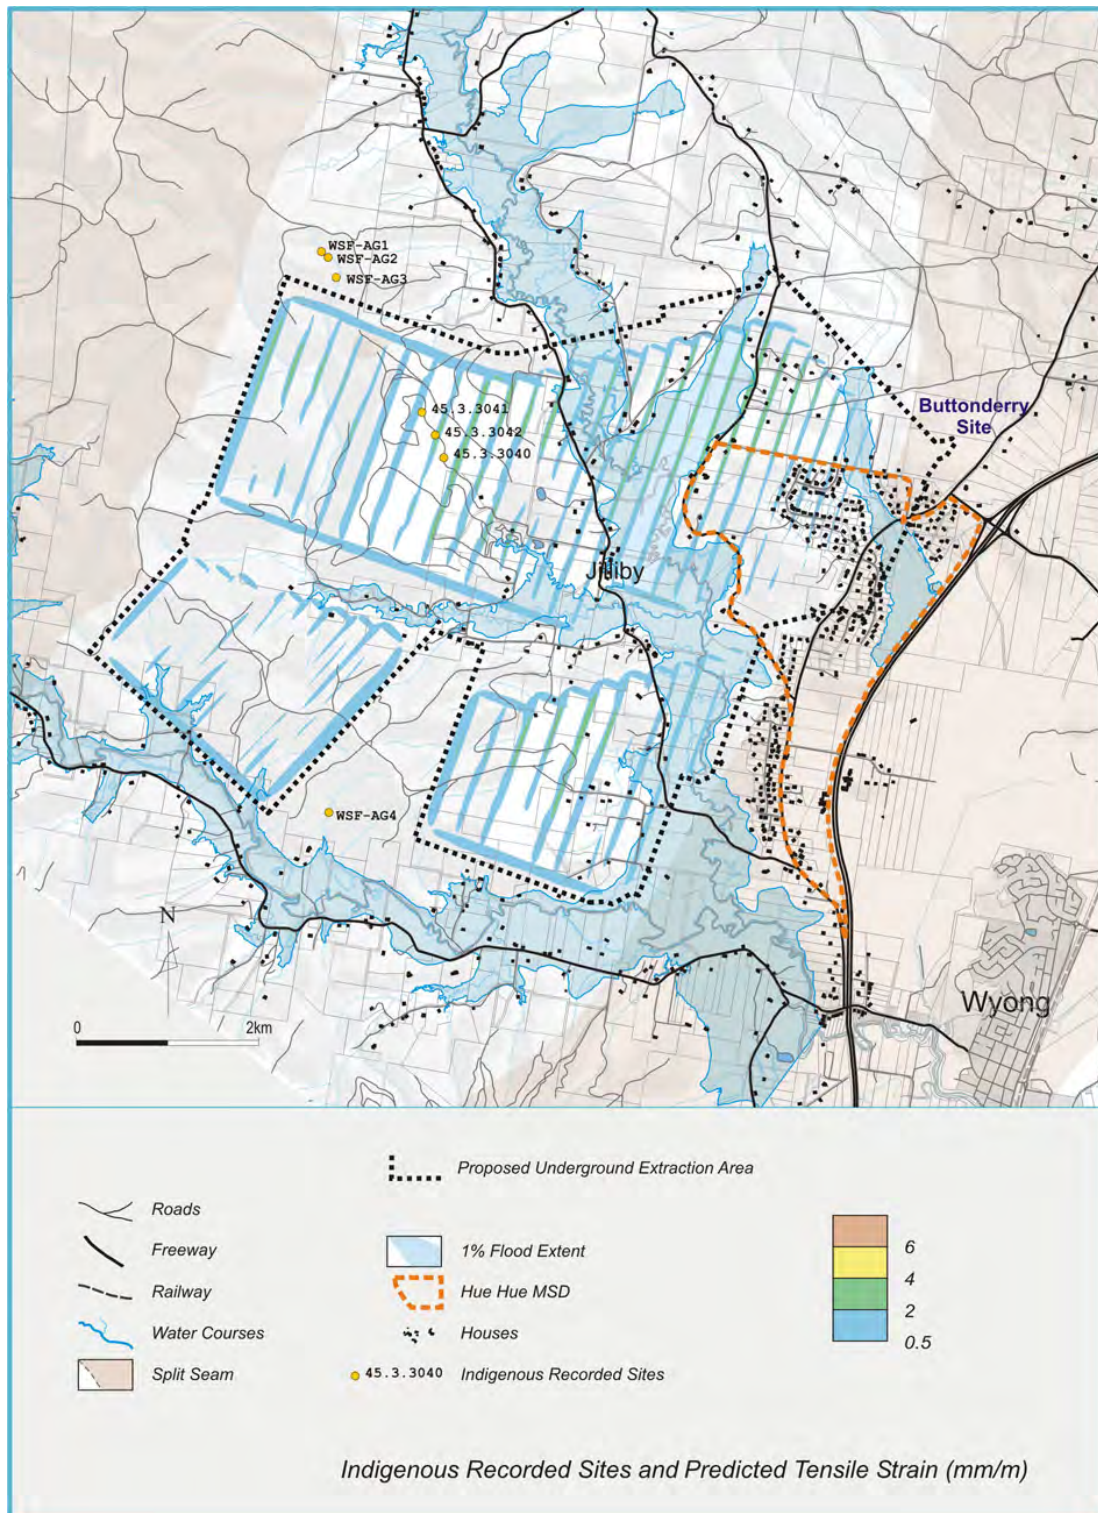 WSF-AG1
WSF-AG2
WSF-AG3
45.3.3041
45.3.3042
45.3.3040
Buttonderry
Site
Jilliby
WSF-AG4
N
0
2km
Wyong
Proposed Underground Extraction Area
Roads
Freeway
Railway
Water Courses
Split Seam
1% Flood Extent
Hue Hue MSD
Houses
45.3.3040
Indigenous Recorded Sites
6
4
2
0.5
Indigenous Recorded Sites and Predicted Tensile Strain (mm/m)